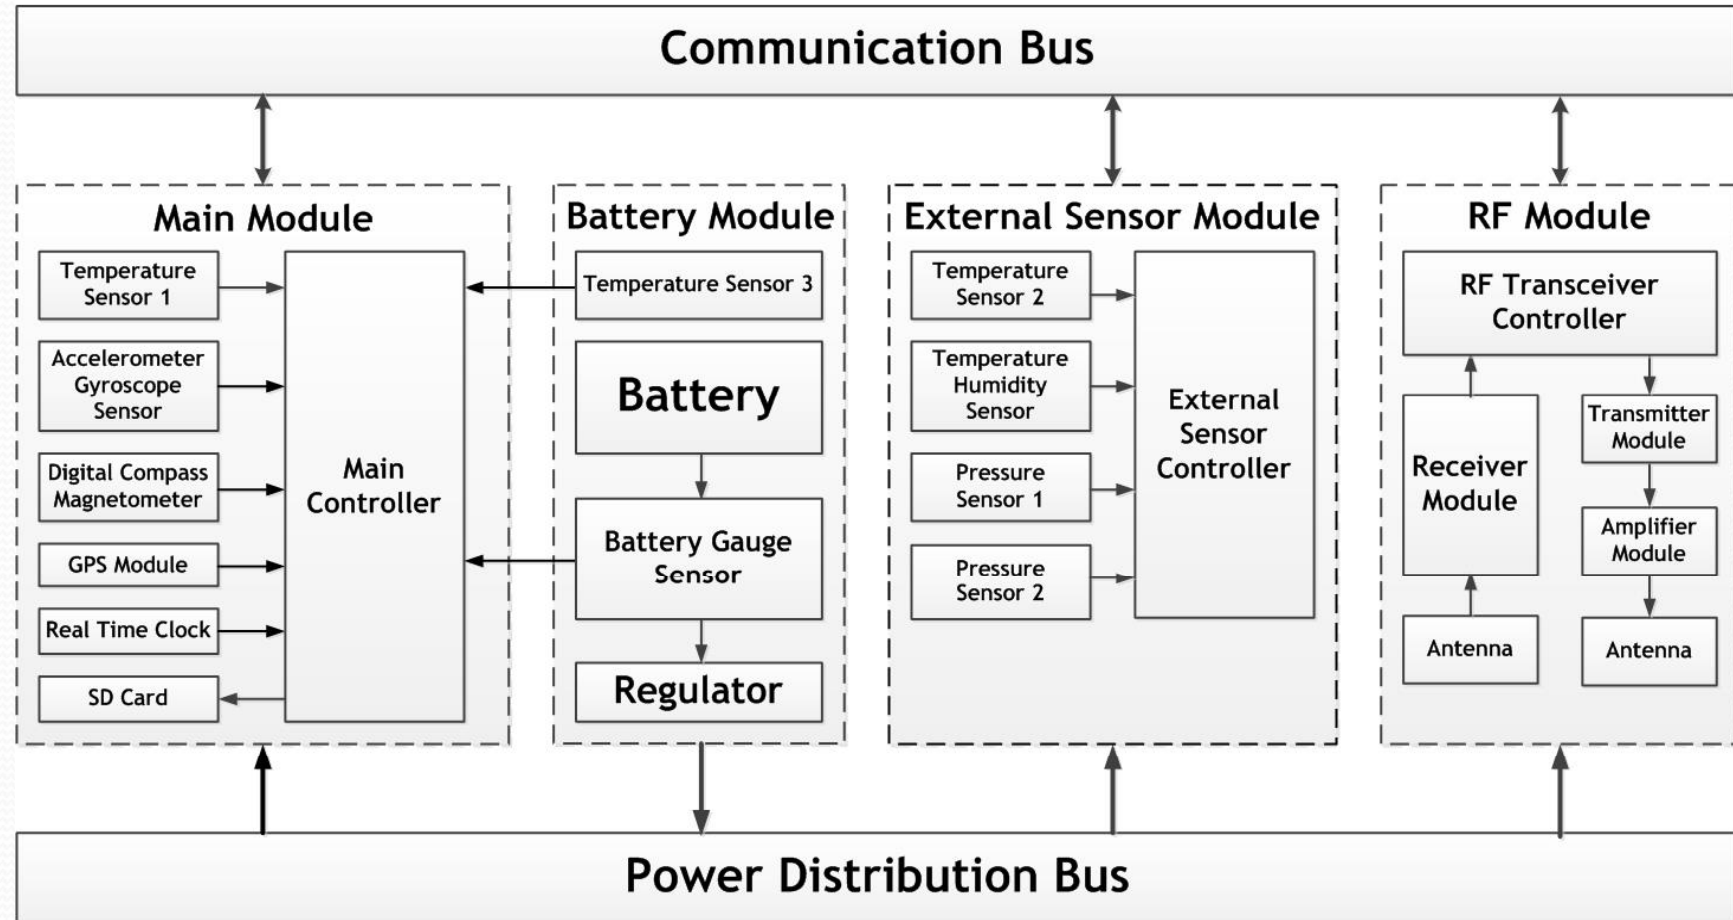 Communication Bus
Main Module
Temperature
Sensor 1
Accelerometer
Gyroscope
Sensor
Digital Compass
Magnetometer
GPS Module
Real Time Clock
SD Card
Main
Controller
Battery Module
Temperature Sensor 3
Battery
Battery Gauge
Sensor
Regulator
External Sensor Module
Temperature
Sensor 2
Temperature
Humidity
Sensor
Pressure
Sensor 1
Pressure
Sensor 2
External
Sensor
Controller
RF Module
RF Transceiver
Controller
Receiver
Module
Antenna
Transmitter
Module
Amplifier
Module
Antenna
Power Distribution Bus